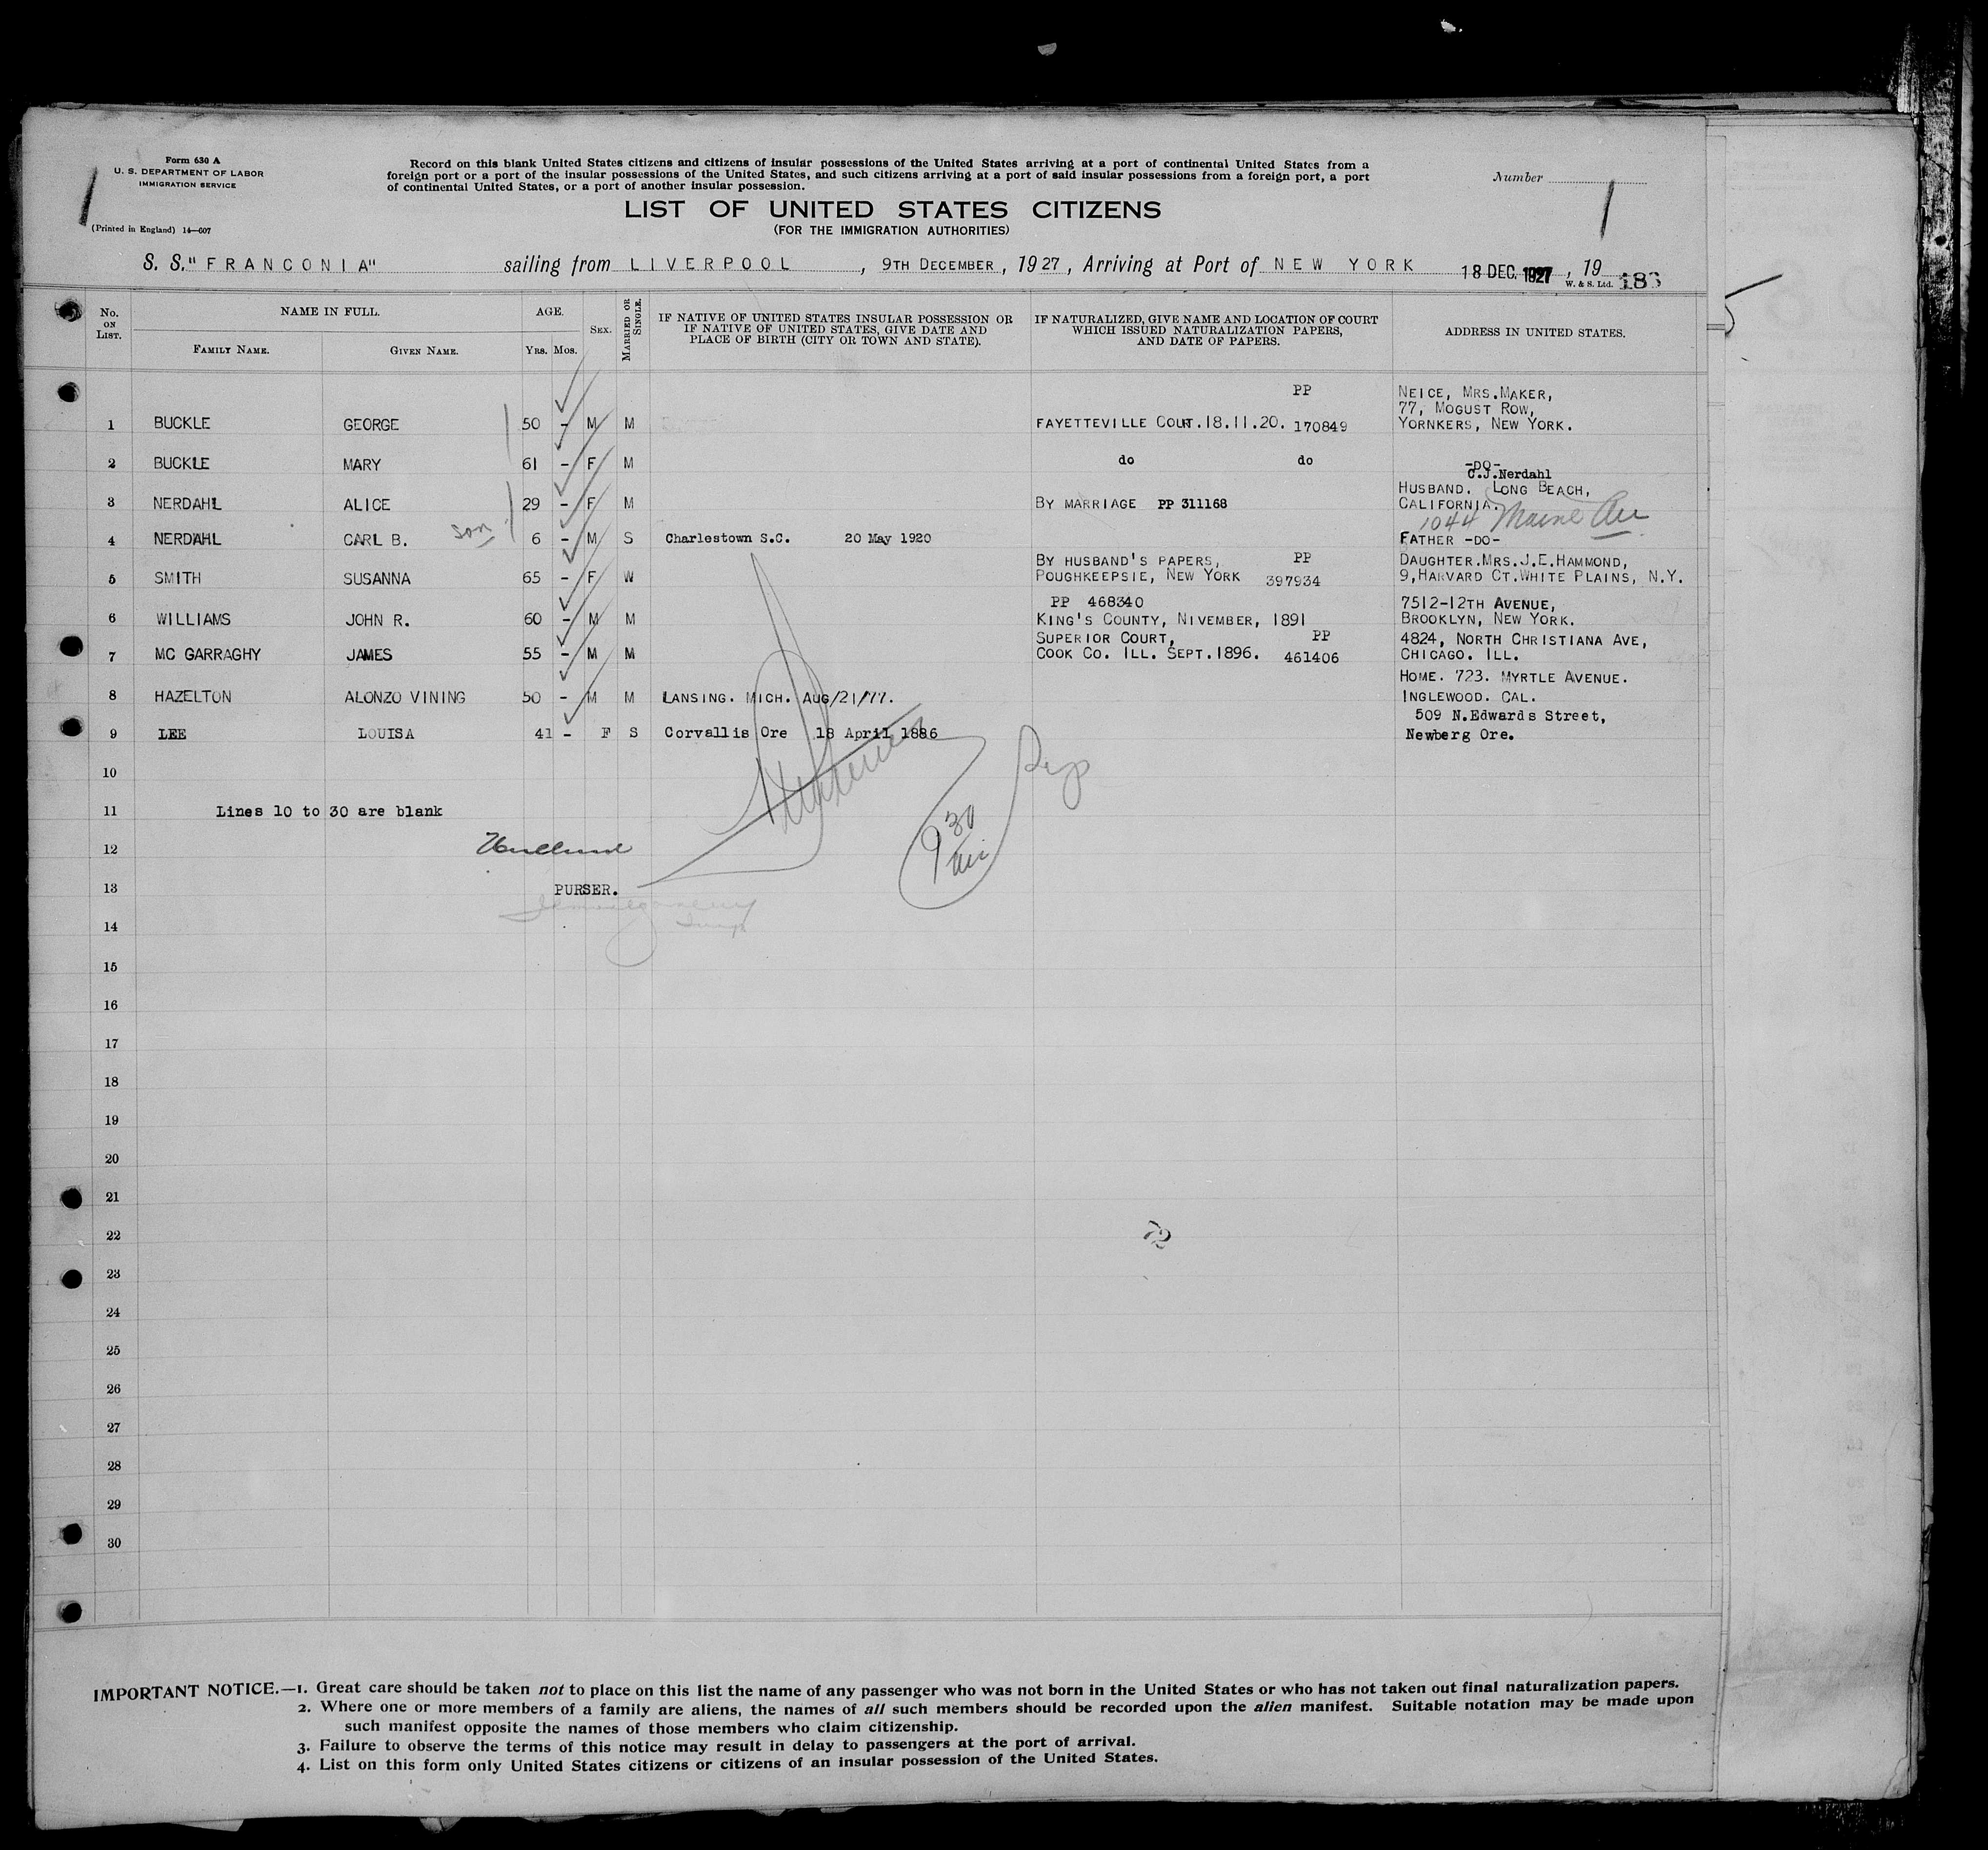 Form 630 A
U. S. DEPARTMENT OF LABOR
IMMIGRATION SERVICE
(Printed in England) 14—607
Record on this blank United States citizens and citizens of insular possessions of the United States arriving at a port of continental United States from a
foreign port or a port of the insular possessions of the United States, and such citizens arriving at a port of said insular possessions from a foreign port, a port
of continental United States, or a port of another insular possession.
Number
LIST OF UNITED STATES CITIZENS
(FOR THE IMMIGRATION AUTHORITIES)
S. S. "FRANCONIA" sailing from LIVERPOOL, 9TH DECEMBER, 1927, Arriving at Port of NEW YORK 18 DEC. 1927, 19
W. & S. Ltd. 183
No. ON LIST.
NAME IN FULL.
FAMILY NAME. GIVEN NAME.
AGE.
Yrs. Mos.
SEX.
MARRIED OR SINGLE.
IF NATIVE OF UNITED STATES INSULAR POSSESSION OR
IF NATIVE OF UNITED STATES, GIVE DATE AND
PLACE OF BIRTH (CITY OR TOWN AND STATE).
IF NATURALIZED, GIVE NAME AND LOCATION OF COURT
WHICH ISSUED NATURALIZATION PAPERS,
AND DATE OF PAPERS.
ADDRESS IN UNITED STATES.
PP NEICE, MRS.MAKER,
77, MOGUST ROW,
1 BUCKLE GEORGE 50 - M M FAYETTEVILLE COURT.18.11.20. 170849 YORNKERS, NEW YORK.
2 BUCKLE MARY 61 - F M do do -DO-
C.J.Nerdahl
HUSBAND. LONG BEACH,
3 NERDAHL ALICE 29 - F M BY MARRIAGE PP 311168 CALIFORNIA.
1044 Maine Av
4 NERDAHL CARL B. son 6 - M S Charlestown S.C. 20 May 1920 FATHER -DO-
BY HUSBAND'S PAPERS, PP DAUGHTER.MRS.J.E.HAMMOND,
5 SMITH SUSANNA 65 - F W POUGHKEEPSIE, NEW YORK 397934 9,HARVARD CT.WHITE PLAINS, N.Y.
PP 468340 7512-12TH AVENUE,
6 WILLIAMS JOHN R. 60 - M M KING'S COUNTY, NIVEMBER, 1891 BROOKLYN, NEW YORK.
SUPERIOR COURT, PP 4824, NORTH CHRISTIANA AVE,
7 MC GARRAGHY JAMES 55 - M M COOK CO. ILL. SEPT.1896. 461406 CHICAGO. ILL.
HOME. 723. MYRTLE AVENUE.
8 HAZELTON ALONZO VINING 50 - M M LANSING. MICH. AUG/21/77. INGLEWOOD. CAL.
509 N.Edwards Street,
9 LEE LOUISA 41 - F S Corvallis Ore 18 April 1886 Newberg Ore.
10
11 Lines 10 to 30 are blank
9 30
12
13 PURSER.
14
15
16
17
18
19
20
21
22
72
23
24
25
26
27
28
29
30
IMPORTANT NOTICE.—1. Great care should be taken not to place on this list the name of any passenger who was not born in the United States or who has not taken out final naturalization papers.
2. Where one or more members of a family are aliens, the names of all such members should be recorded upon the alien manifest. Suitable notation may be made upon
such manifest opposite the names of those members who claim citizenship.
3. Failure to observe the terms of this notice may result in delay to passengers at the port of arrival.
4. List on this form only United States citizens or citizens of an insular possession of the United States.